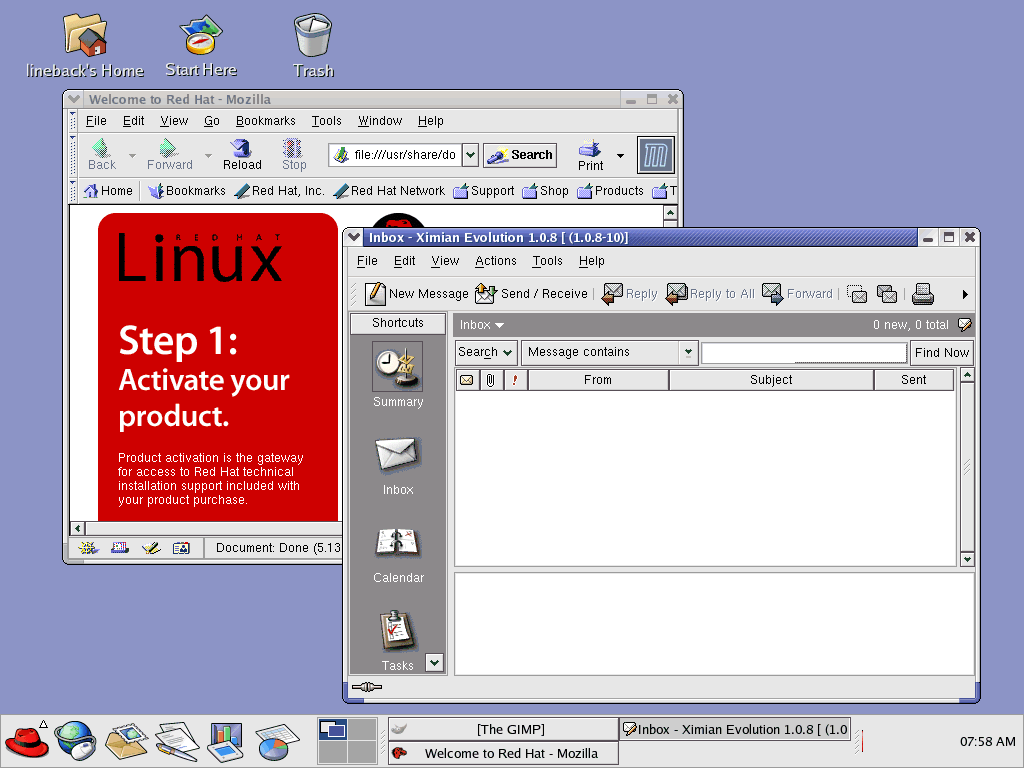 lineback's Home
Start Here
Trash
Welcome to Red Hat - Mozilla
File Edit View Go Bookmarks Tools Window Help
Back Forward Reload Stop file:///usr/share/do Search Print
Home Bookmarks Red Hat, Inc. Red Hat Network Support Shop Products T
RED HAT
Linux
Step 1:
Activate your
product.
Product activation is the gateway
for access to Red Hat technical
installation support included with
your product purchase.
Document: Done (5.13
Inbox - Ximian Evolution 1.0.8 [ (1.0.8-10)]
File Edit View Actions Tools Help
New Message Send / Receive Reply Reply to All Forward
Shortcuts
Inbox 0 new, 0 total
Search Message contains Find Now
! From Subject Sent
Summary
Inbox
Calendar
Tasks
[The GIMP]
Inbox - Ximian Evolution 1.0.8 [ (1.0
Welcome to Red Hat - Mozilla
07:58 AM